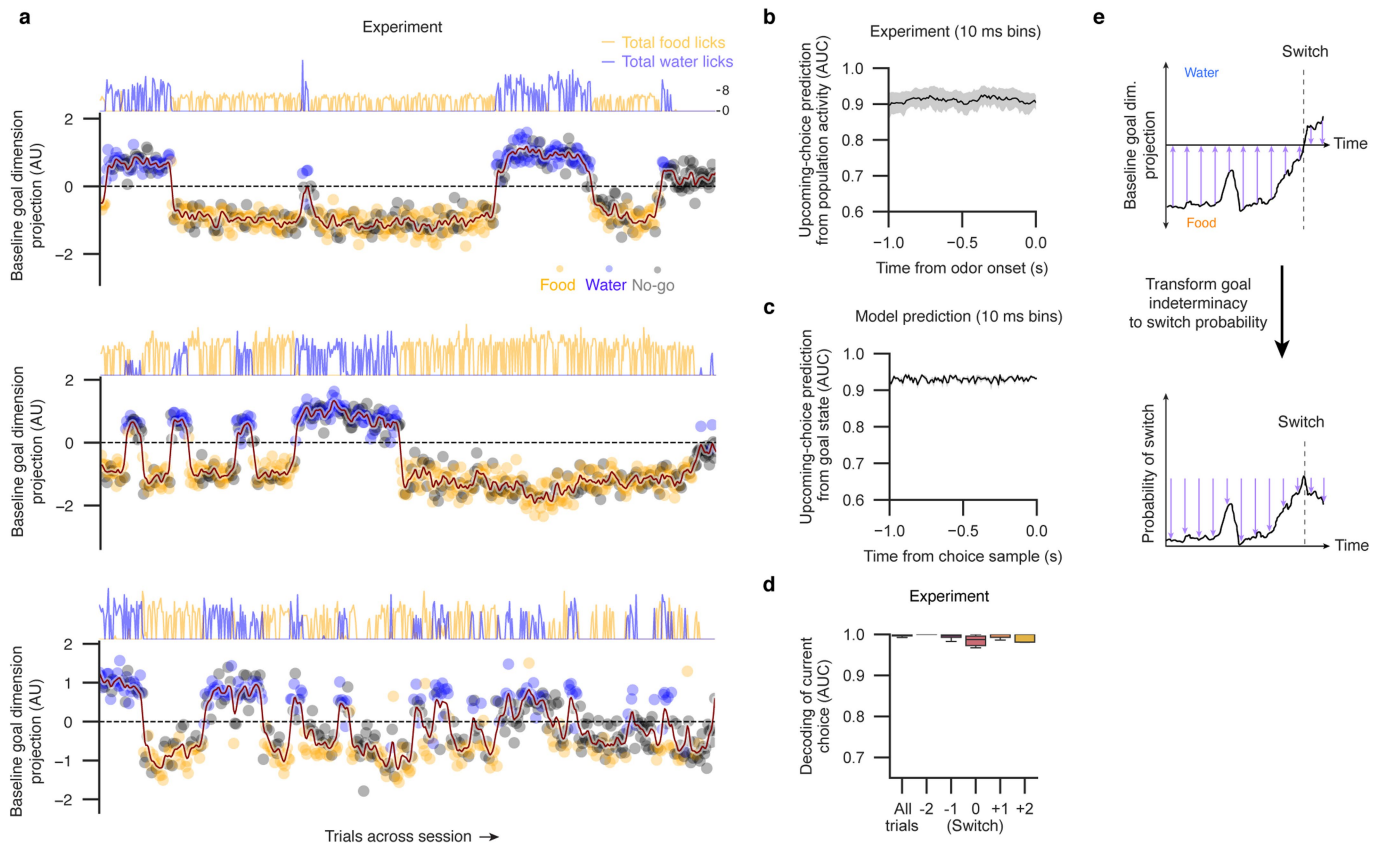 a
Experiment
Total food licks
Total water licks
-8
-0
Baseline goal dimension
projection (AU)
2
0
−2
Food Water No-go
Baseline goal dimension
projection (AU)
2
0
−2
Baseline goal dimension
projection (AU)
2
1
0
−1
−2
Trials across session
b
Experiment (10 ms bins)
Upcoming-choice prediction
from population activity (AUC)
1.0
0.9
0.8
0.7
0.6
−1.0 −0.5 0.0
Time from odor onset (s)
c
Model prediction (10 ms bins)
Upcoming-choice prediction
from goal state (AUC)
1.0
0.9
0.8
0.7
0.6
−1.0 −0.5 0.0
Time from choice sample (s)
d
Experiment
Decoding of current
choice (AUC)
1.0
0.9
0.8
0.7
All -2 -1 0 +1 +2
trials (Switch)
e
Switch
Water
Baseline goal dim.
projection
Time
Food
Transform goal
indeterminacy
to switch probability
Switch
Probability of switch
Time